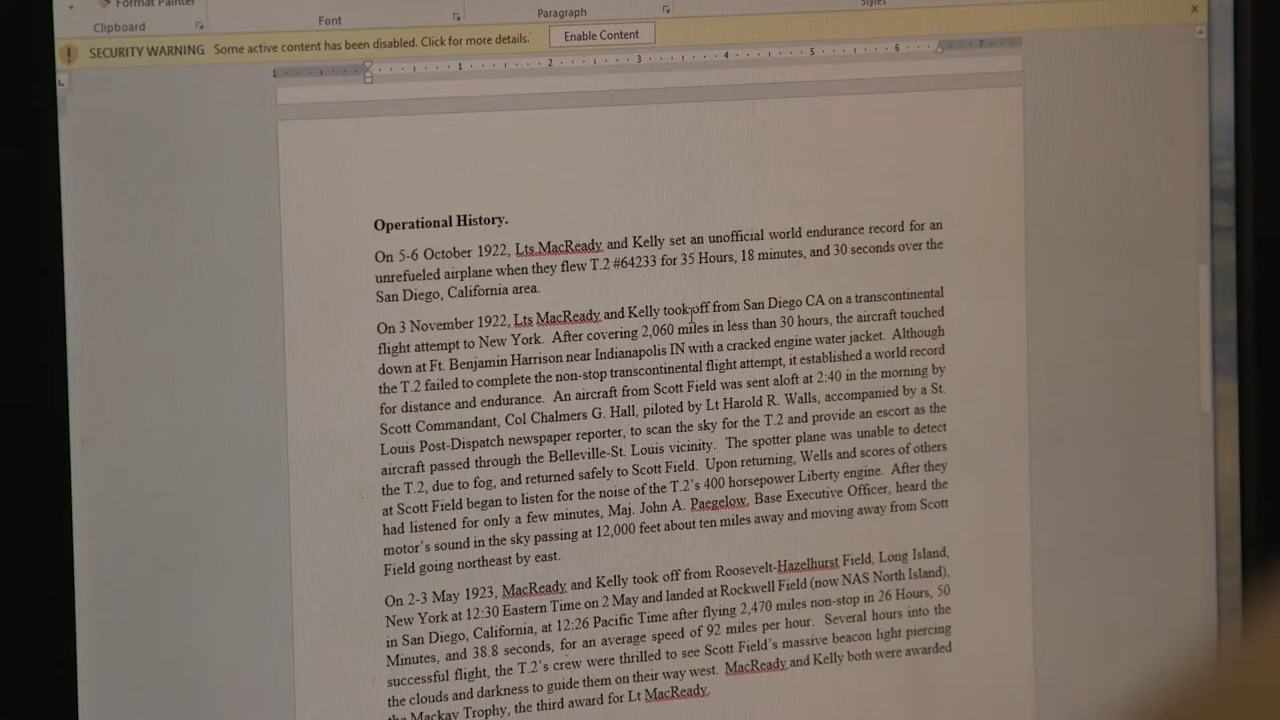 Format Painter
Clipboard
Font
Paragraph
Styles
SECURITY WARNING Some active content has been disabled. Click for more details. Enable Content
1 1 2 3 4 5 6 7
Operational History.
On 5-6 October 1922, Lts MacReady and Kelly set an unofficial world endurance record for an
unrefueled airplane when they flew T.2 #64233 for 35 Hours, 18 minutes, and 30 seconds over the
San Diego, California area.
On 3 November 1922, Lts MacReady and Kelly took off from San Diego CA on a transcontinental
flight attempt to New York. After covering 2,060 miles in less than 30 hours, the aircraft touched
down at Ft. Benjamin Harrison near Indianapolis IN with a cracked engine water jacket. Although
the T.2 failed to complete the non-stop transcontinental flight attempt, it established a world record
for distance and endurance. An aircraft from Scott Field was sent aloft at 2:40 in the morning by
Scott Commandant, Col Chalmers G. Hall, piloted by Lt Harold R. Walls, accompanied by a St.
Louis Post-Dispatch newspaper reporter, to scan the sky for the T.2 and provide an escort as the
aircraft passed through the Belleville-St. Louis vicinity. The spotter plane was unable to detect
the T.2, due to fog, and returned safely to Scott Field. Upon returning, Wells and scores of others
at Scott Field began to listen for the noise of the T.2's 400 horsepower Liberty engine. After they
had listened for only a few minutes, Maj. John A. Paegelow, Base Executive Officer, heard the
motor's sound in the sky passing at 12,000 feet about ten miles away and moving away from Scott
Field going northeast by east.
On 2-3 May 1923, MacReady and Kelly took off from Roosevelt-Hazelhurst Field, Long Island,
New York at 12:30 Eastern Time on 2 May and landed at Rockwell Field (now NAS North Island),
in San Diego, California, at 12:26 Pacific Time after flying 2,470 miles non-stop in 26 Hours, 50
Minutes, and 38.8 seconds, for an average speed of 92 miles per hour. Several hours into the
successful flight, the T.2's crew were thrilled to see Scott Field's massive beacon light piercing
the clouds and darkness to guide them on their way west. MacReady and Kelly both were awarded
the Mackay Trophy, the third award for Lt MacReady.